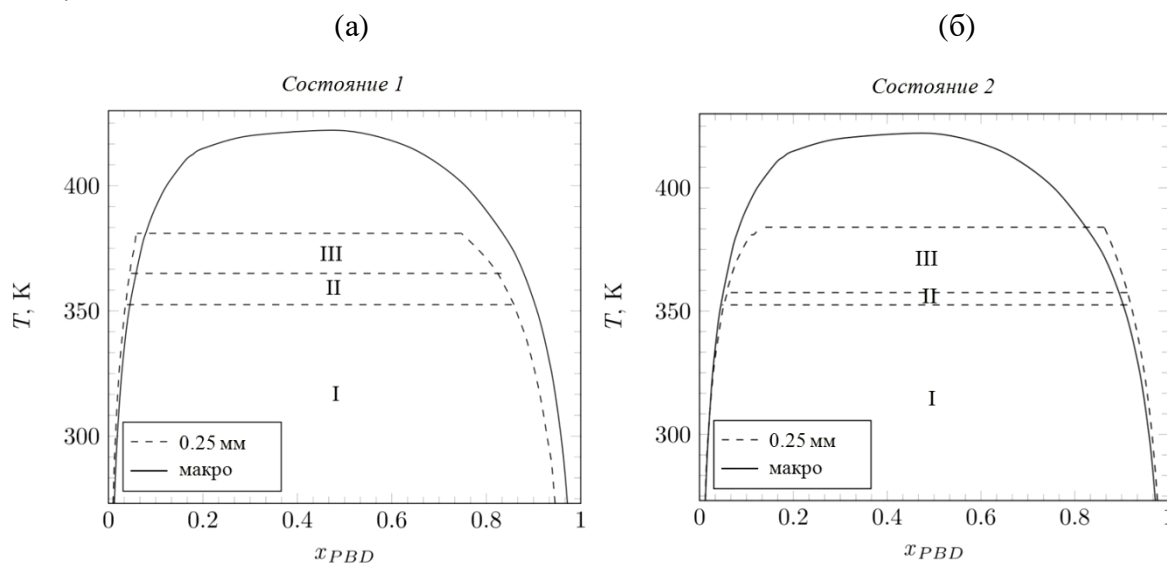 (а)
(б)
Состояние 1
Состояние 2
T, К
400
350
300
III
II
I
0.25 мм
макро
0
0.2
0.4
0.6
0.8
1
x_PBD
T, К
400
350
300
III
II
I
0.25 мм
макро
0
0.2
0.4
0.6
0.8
1
x_PBD